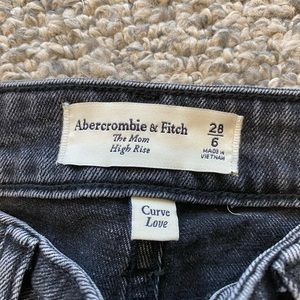 Abercrombie & Fitch
The Mom
High Rise
28
6
MADE IN
VIETNAM
Curve
Love